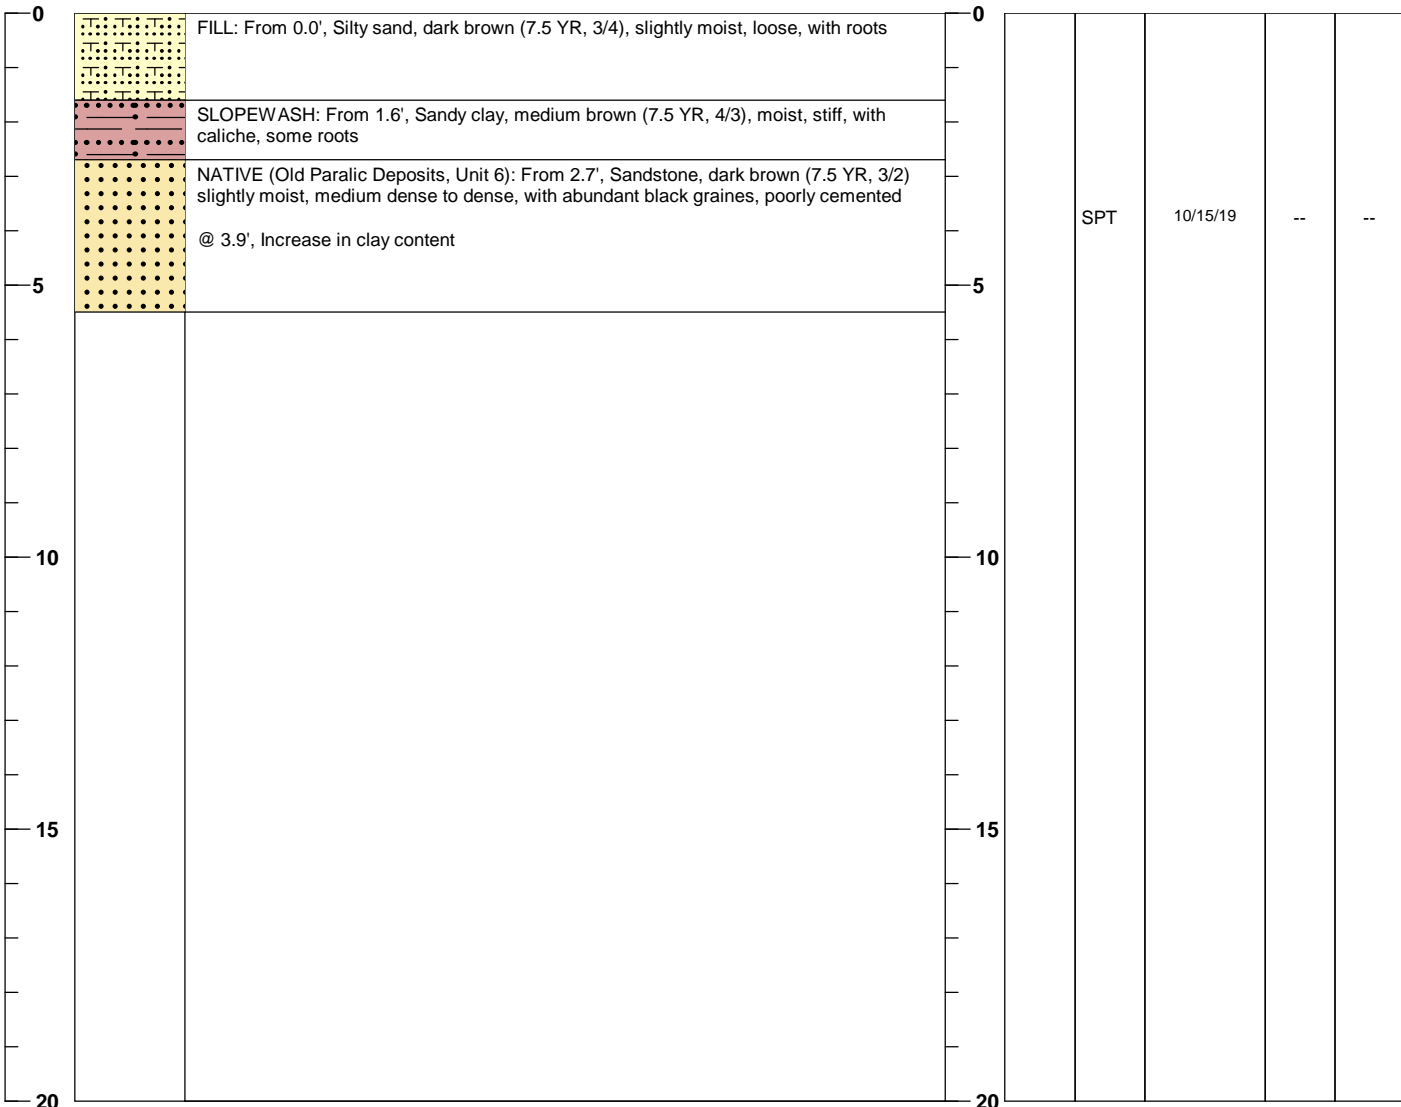 0
FILL: From 0.0', Silty sand, dark brown (7.5 YR, 3/4), slightly moist, loose, with roots
0
SLOPEWASH: From 1.6', Sandy clay, medium brown (7.5 YR, 4/3), moist, stiff, with
caliche, some roots
NATIVE (Old Paralic Deposits, Unit 6): From 2.7', Sandstone, dark brown (7.5 YR, 3/2)
slightly moist, medium dense to dense, with abundant black graines, poorly cemented
SPT 10/15/19 -- --
@ 3.9', Increase in clay content
5 5
10 10
15 15
20 20